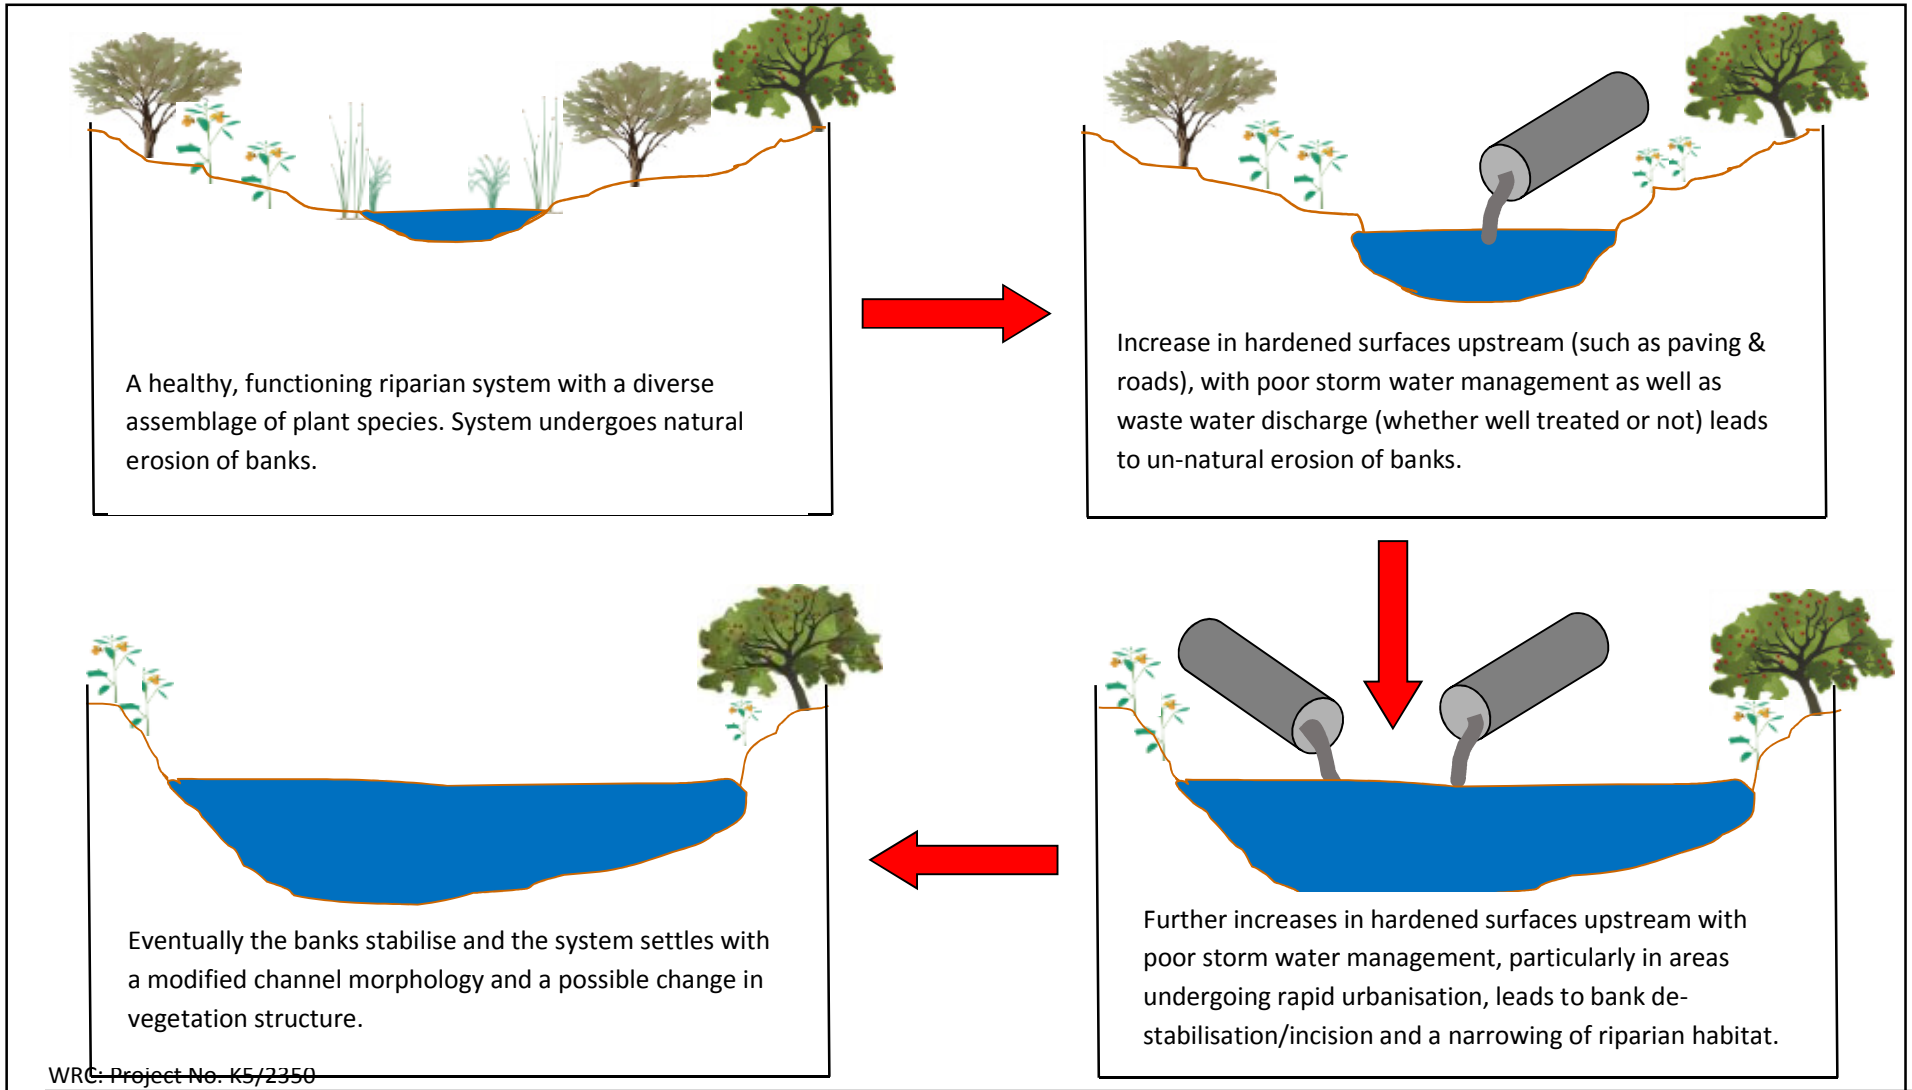 A healthy, functioning riparian system with a diverse
assemblage of plant species. System undergoes natural
erosion of banks.
Increase in hardened surfaces upstream (such as paving &
roads), with poor storm water management as well as
waste water discharge (whether well treated or not) leads
to un-natural erosion of banks.
Further increases in hardened surfaces upstream with
poor storm water management, particularly in areas
undergoing rapid urbanisation, leads to bank de-
stabilisation/incision and a narrowing of riparian habitat.
Eventually the banks stabilise and the system settles with
a modified channel morphology and a possible change in
vegetation structure.
WRC: Project No. K5/2350